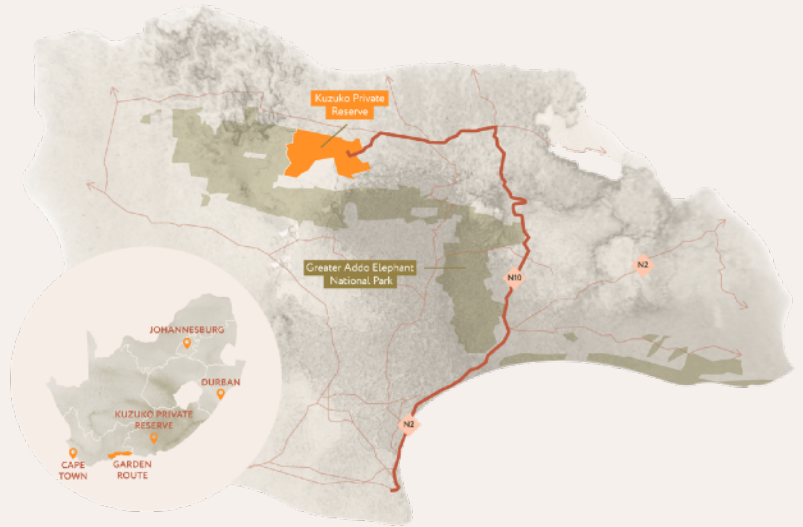 Kuzuko Private
Reserve
Greater Addo Elephant
National Park
N2
N10
N2
JOHANNESBURG
DURBAN
KUZUKO PRIVATE
RESERVE
CAPE
TOWN
GARDEN
ROUTE